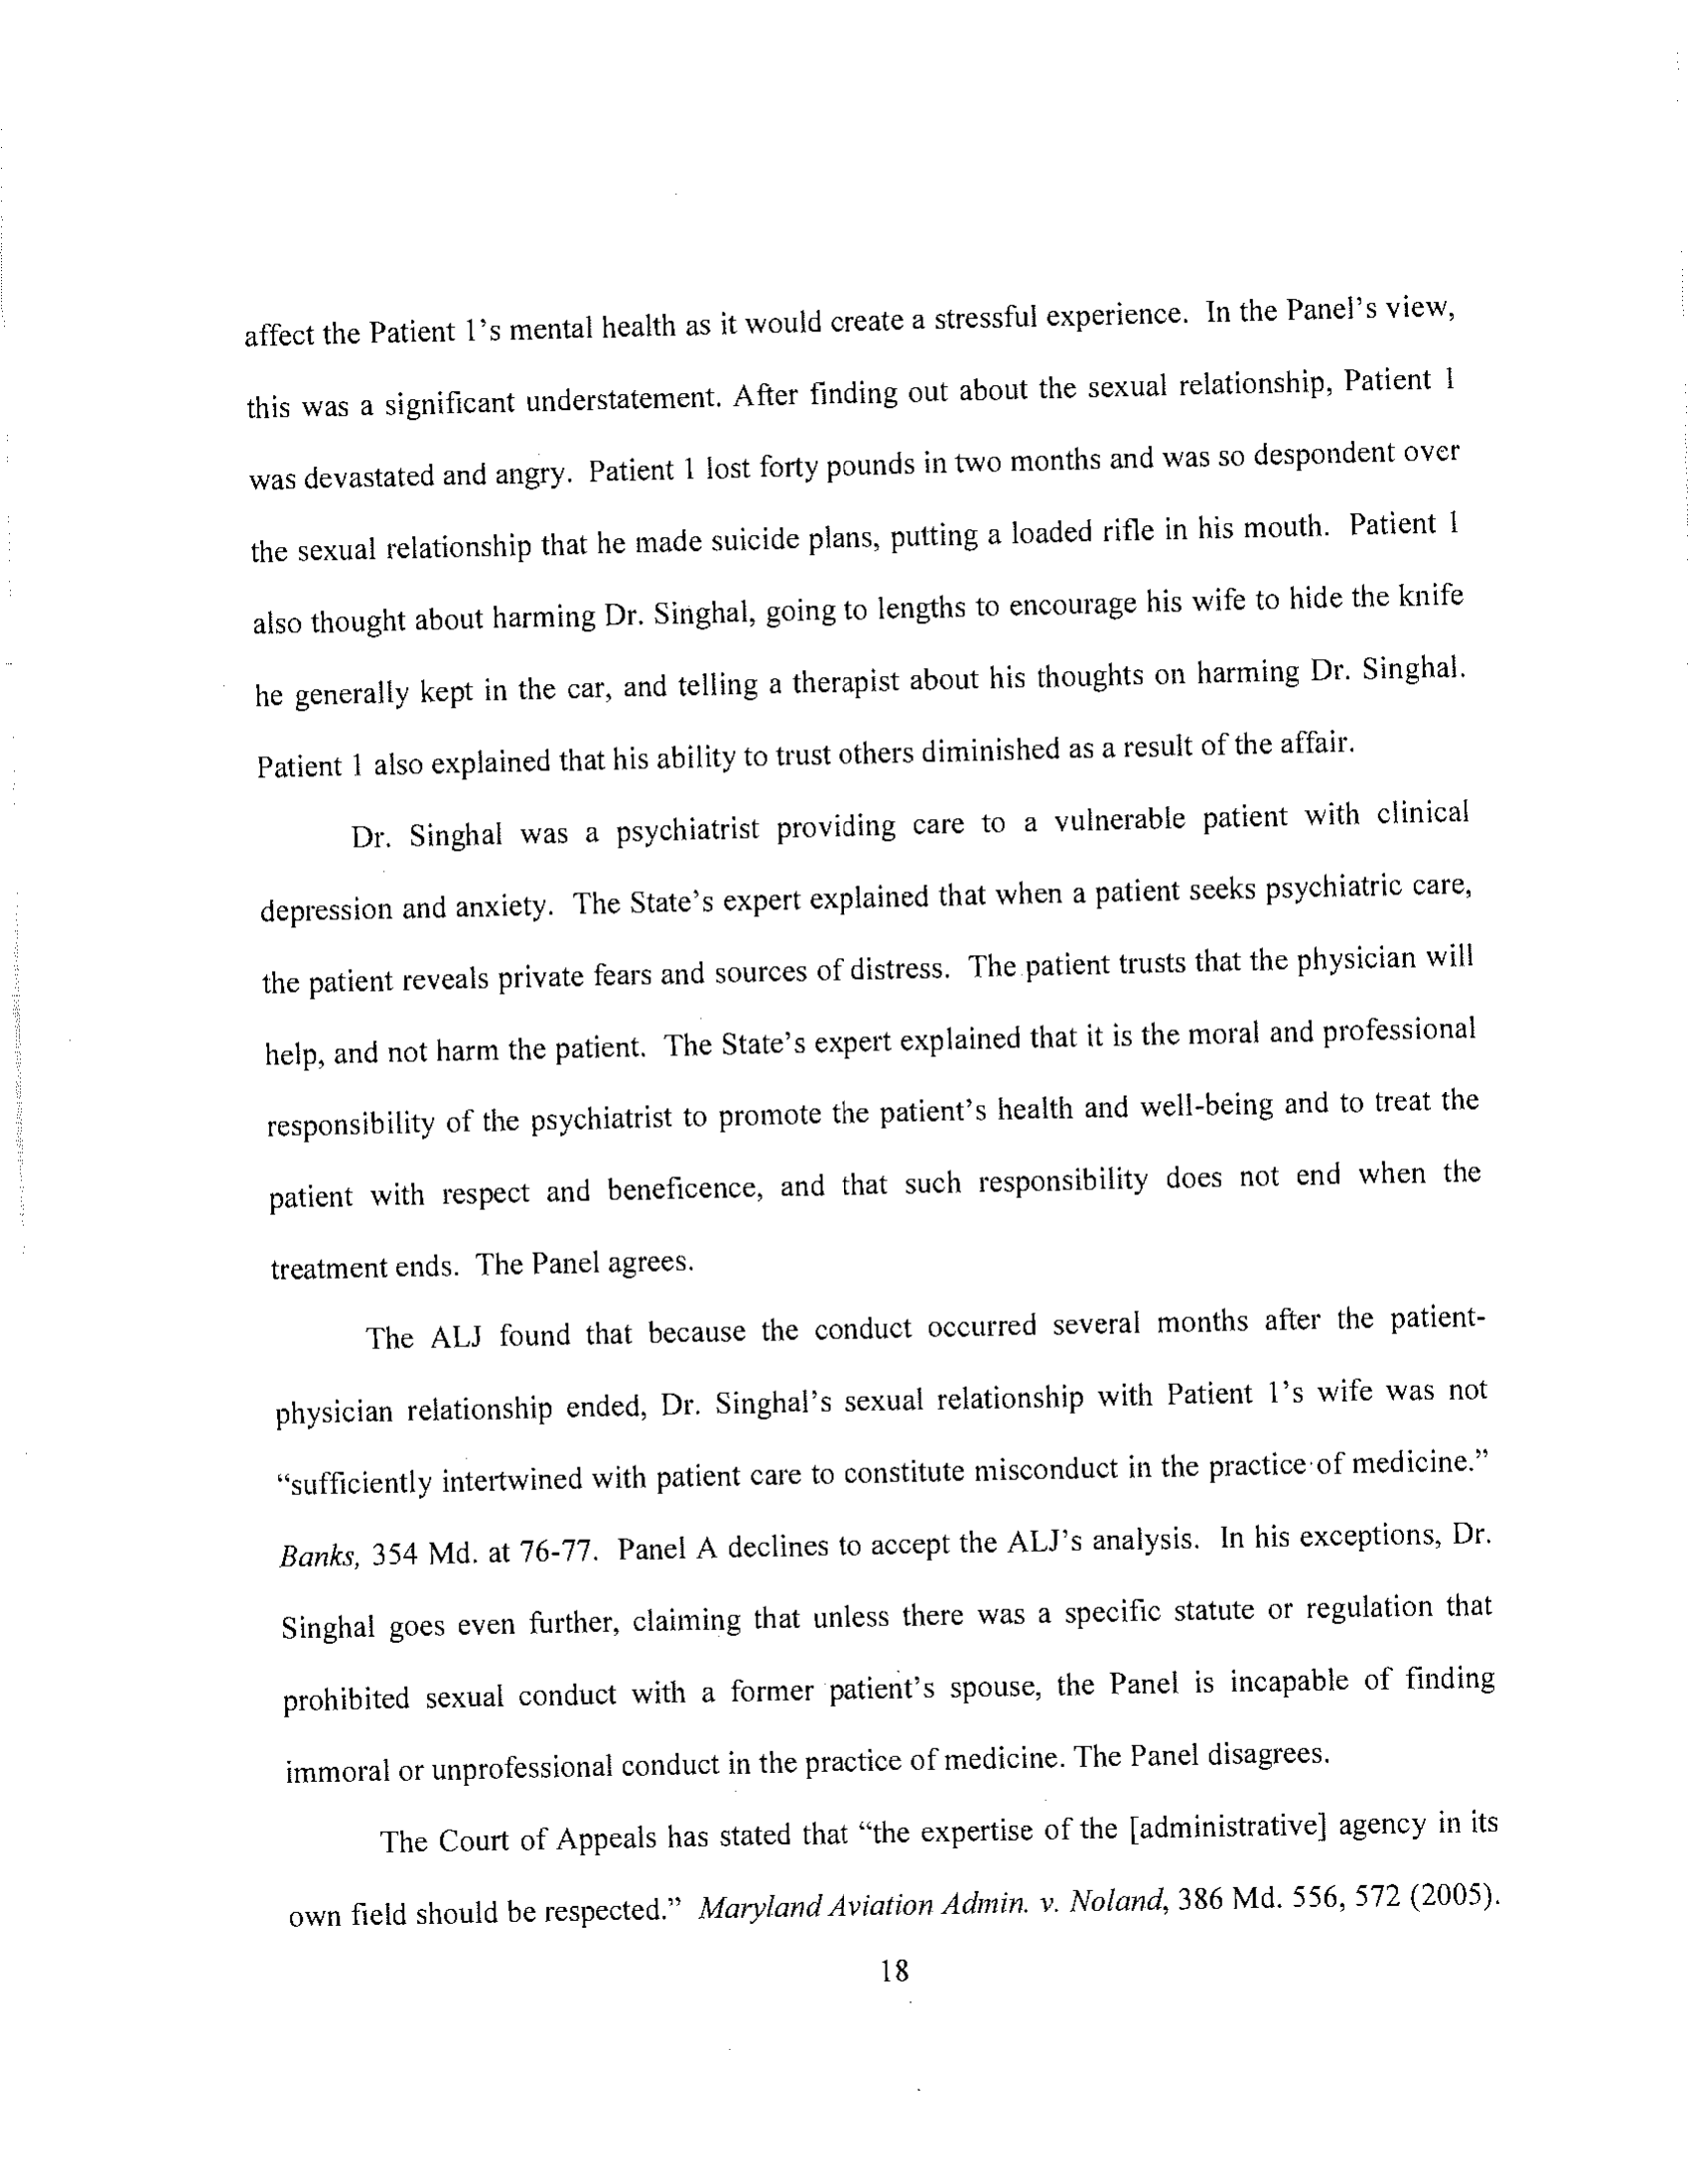 affect the Patient 1's mental health as it would create a stressful experience. In the Panel's view,
this was a significant understatement. After finding out about the sexual relationship, Patient 1
was devastated and angry. Patient 1 lost forty pounds in two months and was so despondent over
the sexual relationship that he made suicide plans, putting a loaded rifle in his mouth. Patient 1
also thought about harming Dr. Singhal, going to lengths to encourage his wife to hide the knife
he generally kept in the car, and telling a therapist about his thoughts on harming Dr. Singhal.
Patient 1 also explained that his ability to trust others diminished as a result of the affair.
Dr. Singhal was a psychiatrist providing care to a vulnerable patient with clinical
depression and anxiety. The State's expert explained that when a patient seeks psychiatric care,
the patient reveals private fears and sources of distress. The patient trusts that the physician will
help, and not harm the patient. The State's expert explained that it is the moral and professional
responsibility of the psychiatrist to promote the patient's health and well-being and to treat the
patient with respect and beneficence, and that such responsibility does not end when the
treatment ends. The Panel agrees.
The ALJ found that because the conduct occurred several months after the patient-
physician relationship ended, Dr. Singhal's sexual relationship with Patient 1's wife was not
“sufficiently intertwined with patient care to constitute misconduct in the practice of medicine.”
Banks, 354 Md. at 76-77. Panel A declines to accept the ALJ's analysis. In his exceptions, Dr.
Singhal goes even further, claiming that unless there was a specific statute or regulation that
prohibited sexual conduct with a former patient's spouse, the Panel is incapable of finding
immoral or unprofessional conduct in the practice of medicine. The Panel disagrees.
The Court of Appeals has stated that “the expertise of the [administrative] agency in its
own field should be respected.” Maryland Aviation Admin. v. Noland, 386 Md. 556, 572 (2005).
18